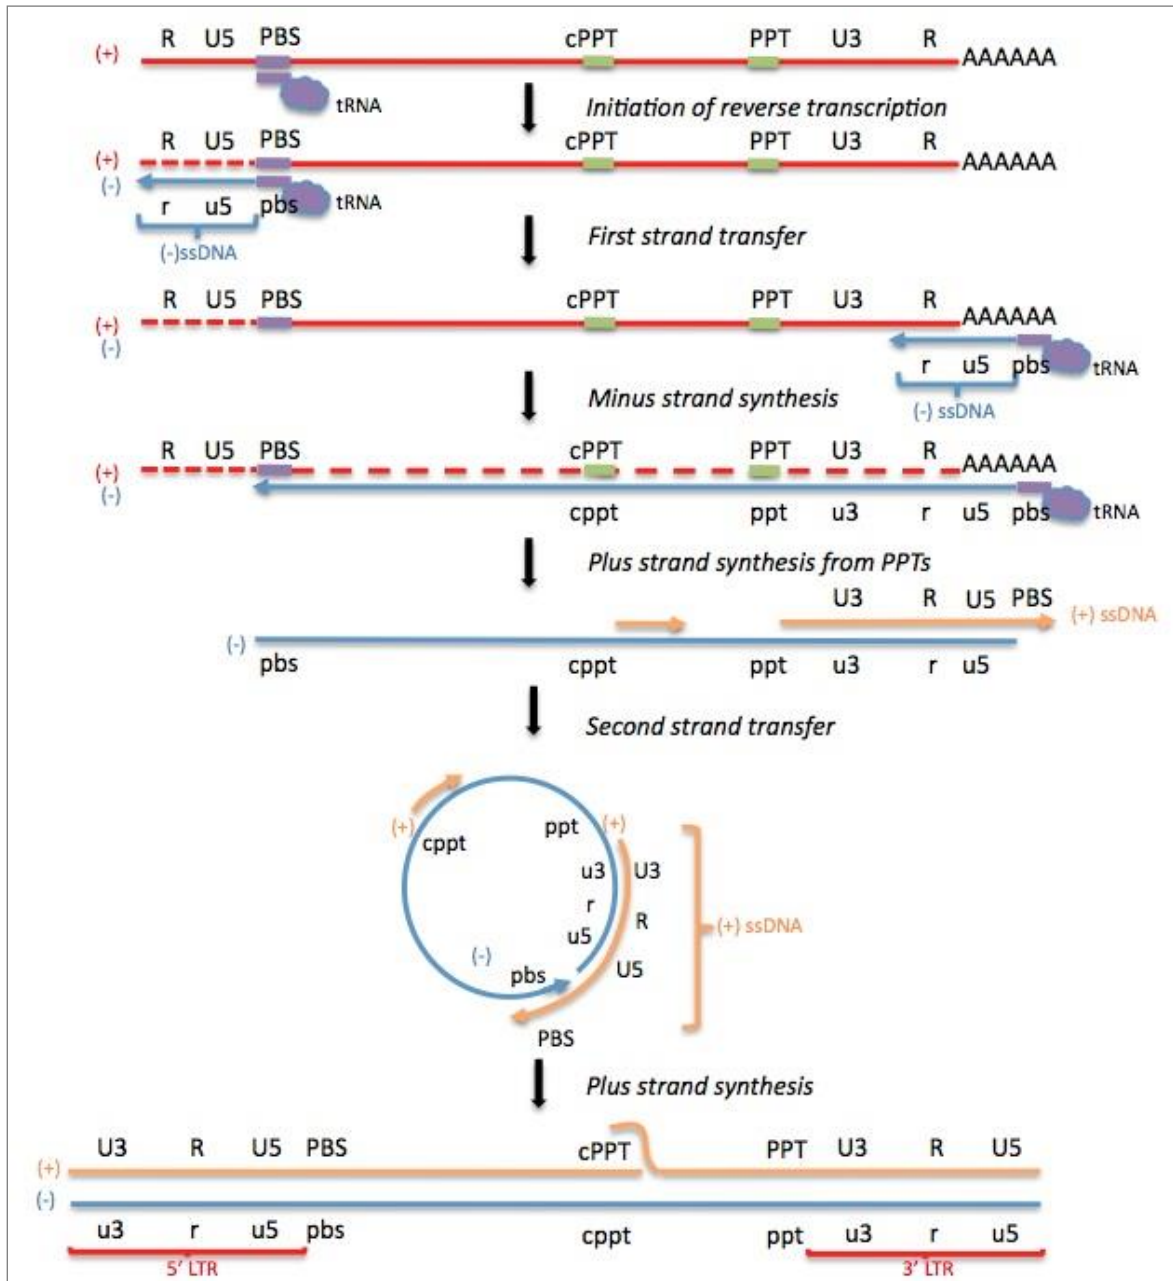 R U5 PBS cPPT PPT U3 R
(+) AAAAAA
tRNA
Initiation of reverse transcription
R U5 PBS cPPT PPT U3 R
(+) AAAAAA
(-)
r u5 pbs tRNA
(-)ssDNA
First strand transfer
R U5 PBS cPPT PPT U3 R
(+) AAAAAA
(-)
r u5 pbs tRNA
(-) ssDNA
Minus strand synthesis
R U5 PBS cPPT PPT U3 R
(+) AAAAAA
(-)
cppt ppt u3 r u5 pbs tRNA
Plus strand synthesis from PPTs
U3 R U5 PBS
(+) ssDNA
(-)
pbs cppt ppt u3 r u5
Second strand transfer
(+) cppt ppt (+)
u3 U3
r R
u5 U5
(+) ssDNA
(-)
pbs
PBS
Plus strand synthesis
U3 R U5 PBS cPPT PPT U3 R U5
(+)
(-)
u3 r u5 pbs cppt ppt u3 r u5
5' LTR 3' LTR